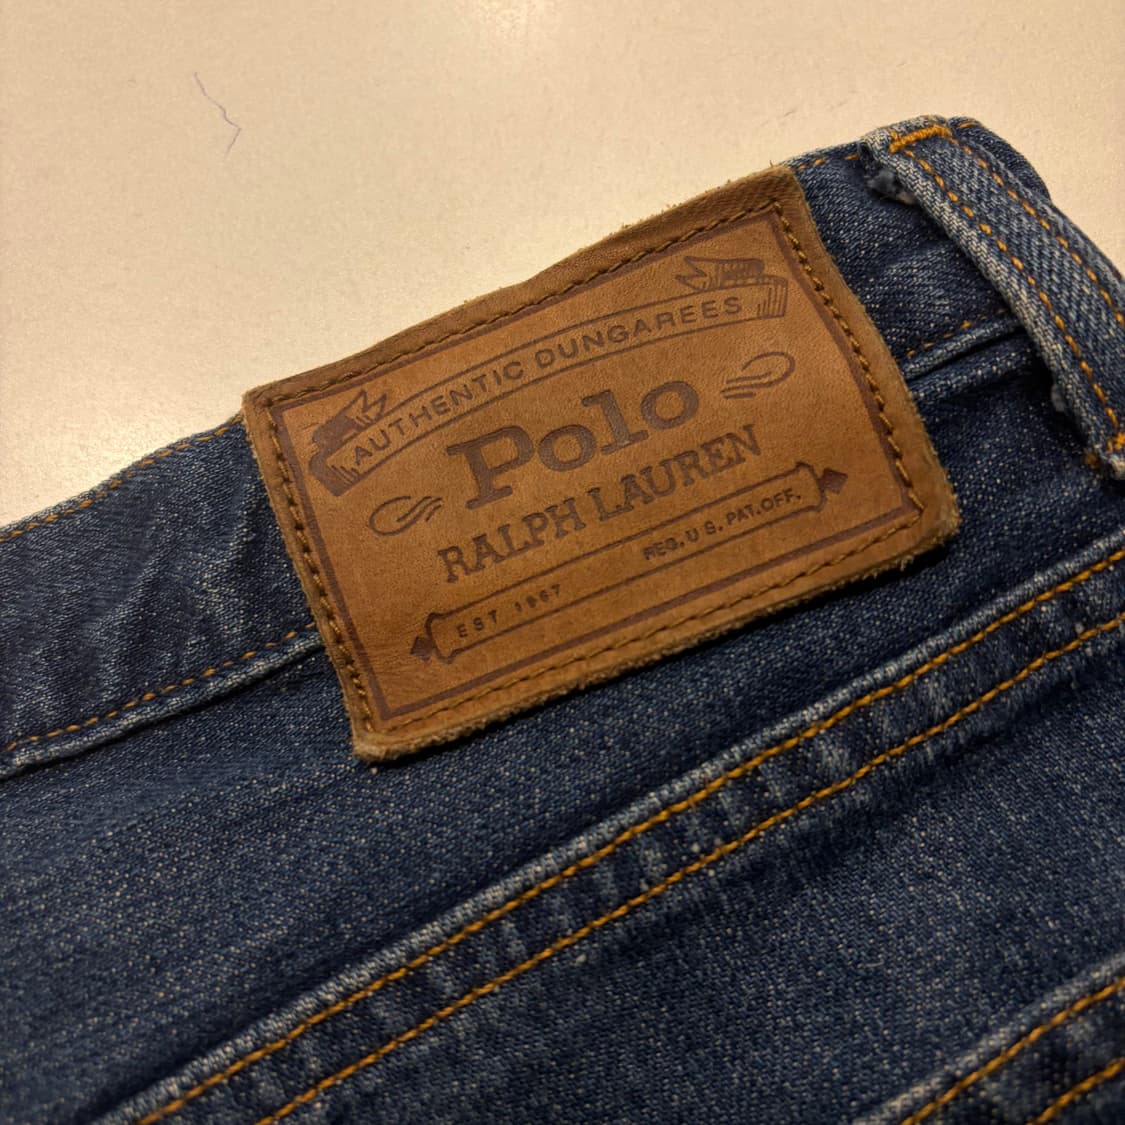 AUTHENTIC DUNGAREES
Polo
RALPH LAUREN
EST 1967 REG. U S. PAT. OFF.